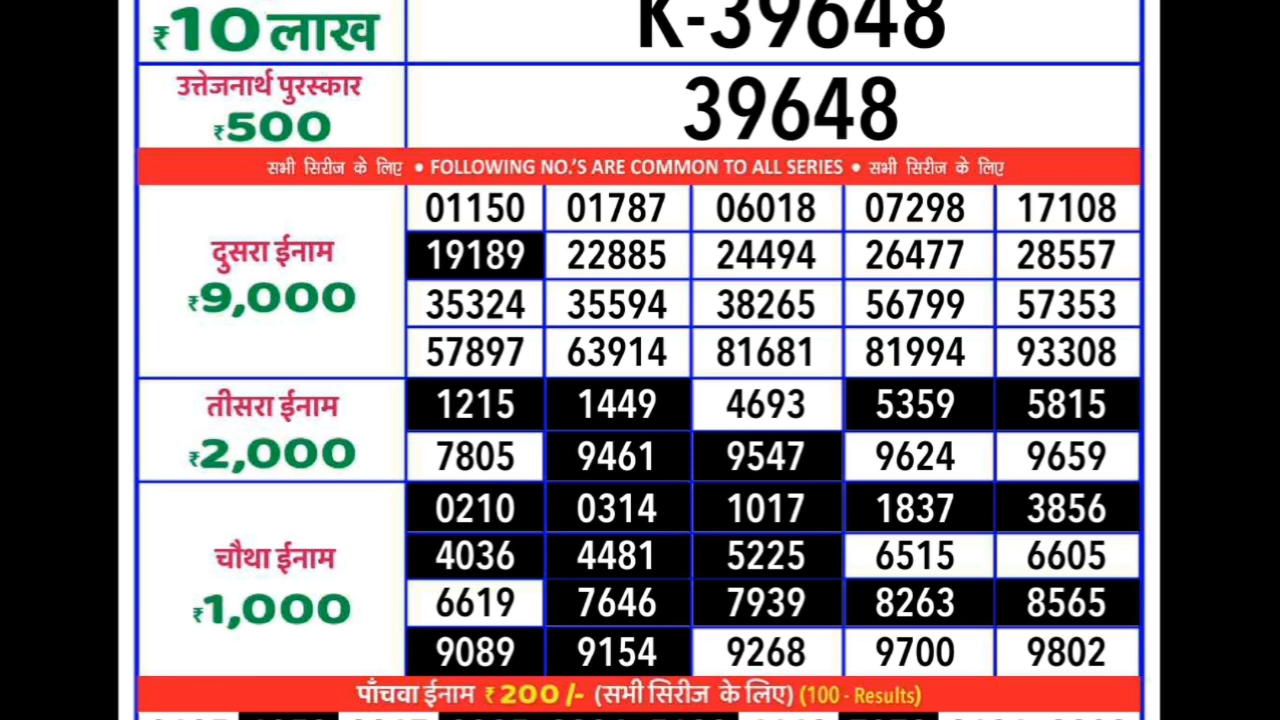 ₹10 लाख
K-39648
उत्तेजनार्थ पुरस्कार
₹500
39648
सभी सिरीज के लिए • FOLLOWING NO.'S ARE COMMON TO ALL SERIES • सभी सिरीज के लिए
दुसरा ईनाम
₹9,000
01150 01787 06018 07298 17108
19189 22885 24494 26477 28557
35324 35594 38265 56799 57353
57897 63914 81681 81994 93308
तीसरा ईनाम
₹2,000
1215 1449 4693 5359 5815
7805 9461 9547 9624 9659
चौथा ईनाम
₹1,000
0210 0314 1017 1837 3856
4036 4481 5225 6515 6605
6619 7646 7939 8263 8565
9089 9154 9268 9700 9802
पाँचवा ईनाम ₹200/- (सभी सिरीज के लिए) (100 - Results)